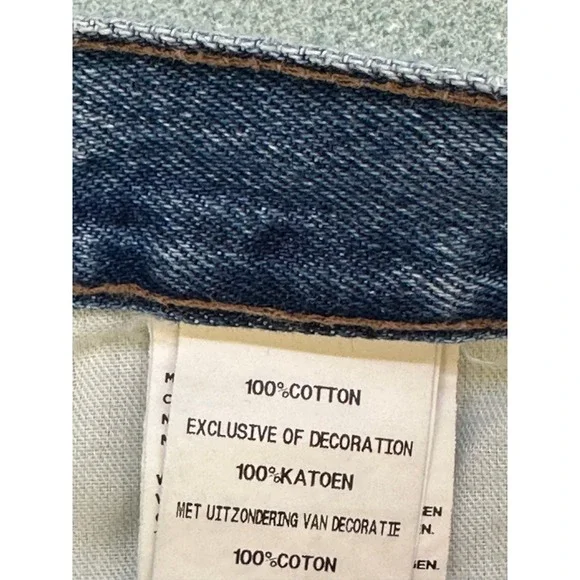 100%COTTON
EXCLUSIVE OF DECORATION
100%KATOEN
MET UITZONDERING VAN DECORATIE
100%COTON